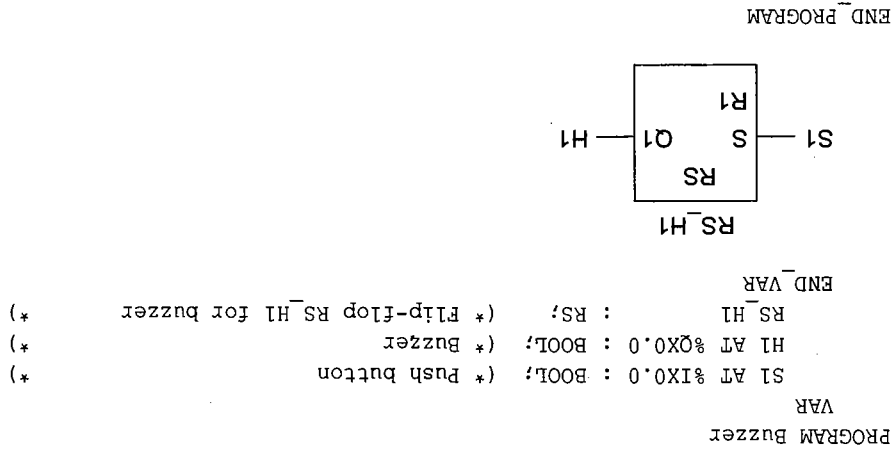 PROGRAM Buzzer
VAR
S1 AT %IX0.0 : BOOL; (* Push button *)
H1 AT %QX0.0 : BOOL; (* Buzzer *)
RS_H1 : RS; (* Flip-flop RS_H1 for buzzer *)
END_VAR
RS_H1
RS
S1 S Q1 H1
R1
END_PROGRAM